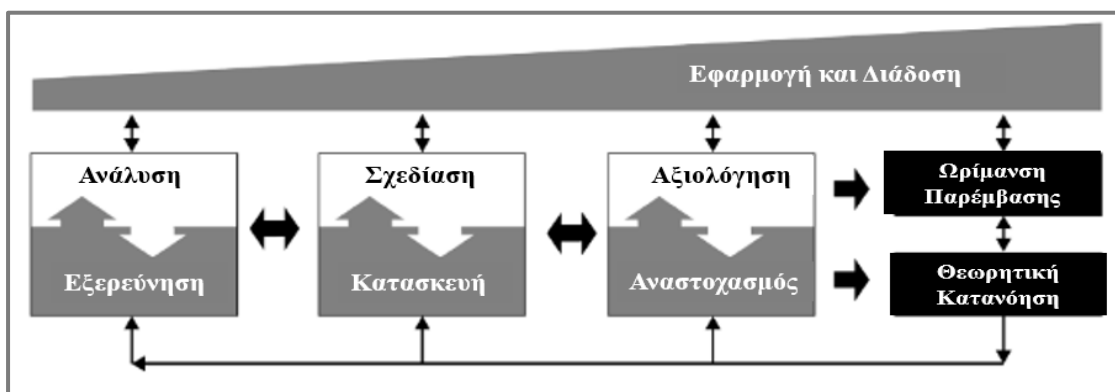 Εφαρμογή και Διάδοση
Ανάλυση
Εξερεύνηση
Σχεδίαση
Κατασκευή
Αξιολόγηση
Αναστοχασμός
Ωρίμανση
Παρέμβασης
Θεωρητική
Κατανόηση